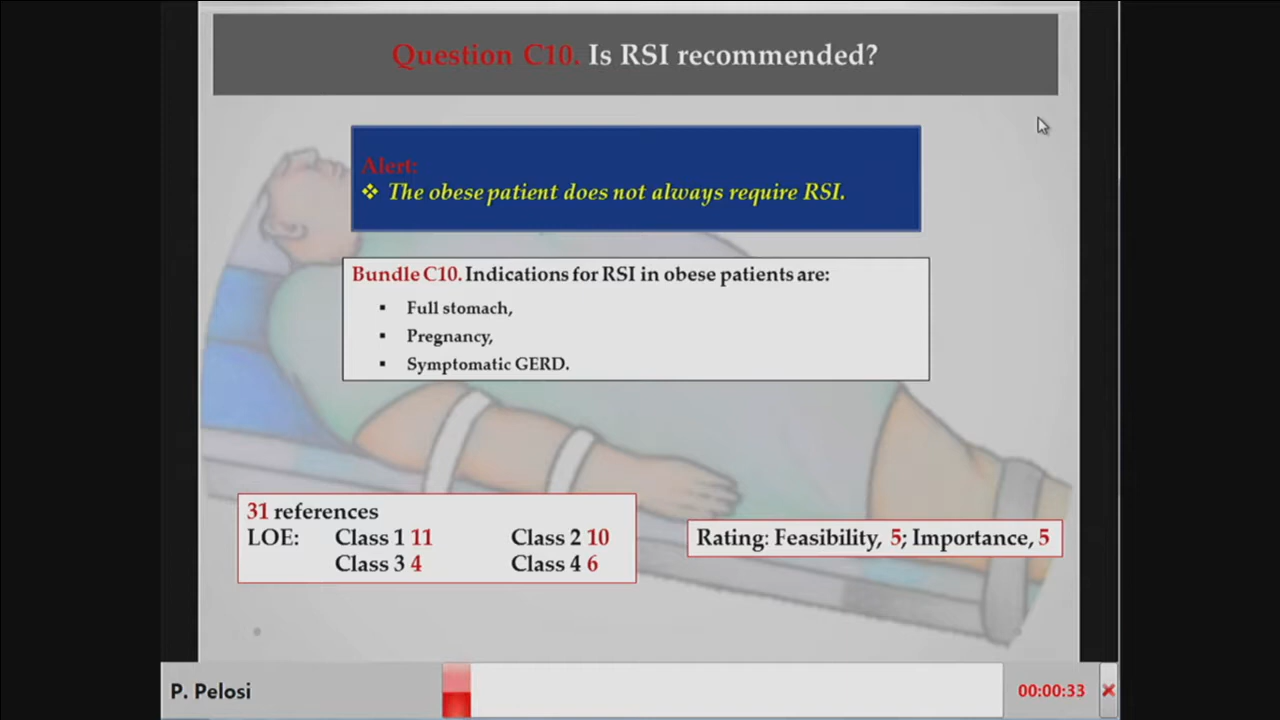 Question C10. Is RSI recommended?
Alert:
❖ The obese patient does not always require RSI.
Bundle C10. Indications for RSI in obese patients are:
▪ Full stomach,
▪ Pregnancy,
▪ Symptomatic GERD.
31 references
LOE: Class 1 11 Class 2 10
Class 3 4 Class 4 6
Rating: Feasibility, 5; Importance, 5
P. Pelosi
00:00:33